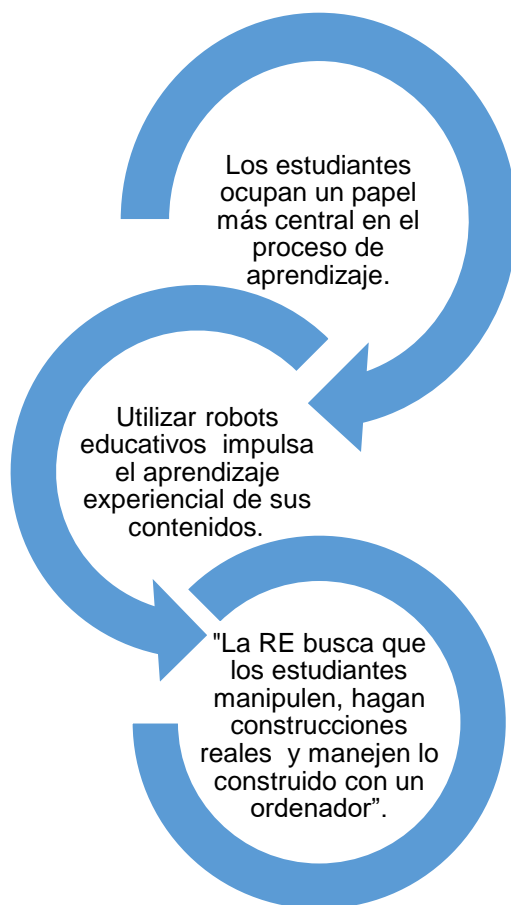 Los estudiantes
ocupan un papel
más central en el
proceso de
aprendizaje.
Utilizar robots
educativos  impulsa
el aprendizaje
experiencial de sus
contenidos.
"La RE busca que
los estudiantes
manipulen, hagan
construcciones
reales  y manejen lo
construido con un
ordenador”.